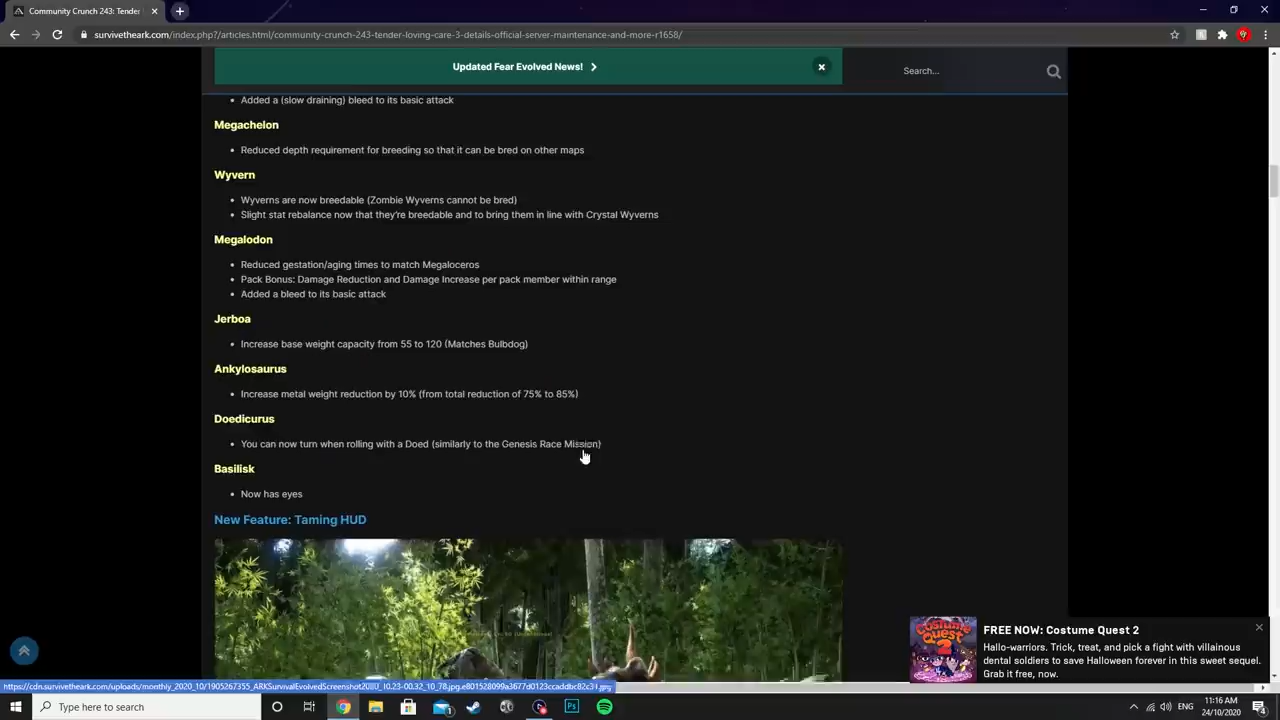 Community Crunch 243: Tender L
survivetheark.com/index.php?/articles.html/community-crunch-243-tender-loving-care-3-details-official-server-maintenance-and-more-r1658/
Updated Fear Evolved News!
Search...
Added a (slow draining) bleed to its basic attack
Megachelon
Reduced depth requirement for breeding so that it can be bred on other maps
Wyvern
Wyverns are now breedable (Zombie Wyverns cannot be bred)
Slight stat rebalance now that they're breedable and to bring them in line with Crystal Wyverns
Megalodon
Reduced gestation/aging times to match Megaloceros
Pack Bonus: Damage Reduction and Damage Increase per pack member within range
Added a bleed to its basic attack
Jerboa
Increase base weight capacity from 55 to 120 (Matches Bulbdog)
Ankylosaurus
Increase metal weight reduction by 10% (from total reduction of 75% to 85%)
Doedicurus
You can now turn when rolling with a Doed (similarly to the Genesis Race Mission)
Basilisk
Now has eyes
New Feature: Taming HUD
COSTUME QUEST 2
FREE NOW: Costume Quest 2
Hallo-warriors. Trick, treat, and pick a fight with villainous
dental soldiers to save Halloween forever in this sweet sequel.
Grab it free, now.
Type here to search
ENG
11:16 AM
24/10/2020